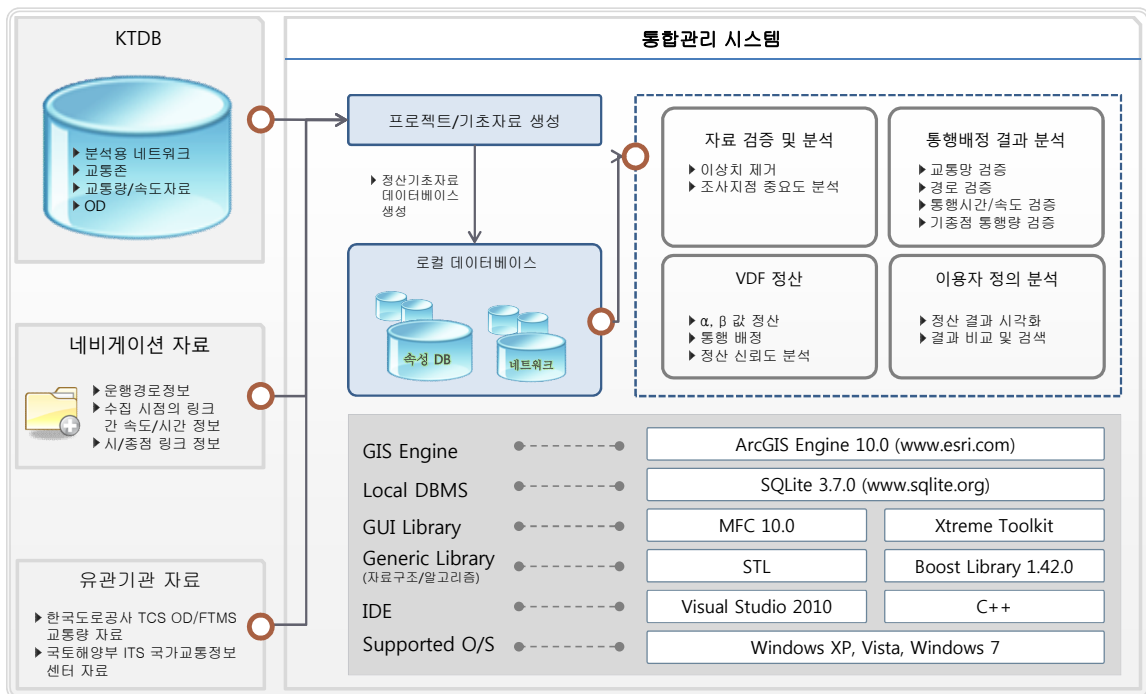 KTDB
분석용 네트워크
교통존
교통량/속도자료
OD
네비게이션 자료
운행경로정보
수집 시점의 링크
간 속도/시간 정보
시/종점 링크 정보
유관기관 자료
한국도로공사 TCS OD/FTMS
교통량 자료
국토해양부 ITS 국가교통정보
센터 자료
통합관리 시스템
프로젝트/기초자료 생성
정산기초자료
데이터베이스
생성
로컬 데이터베이스
속성 DB
네트워크
자료 검증 및 분석
이상치 제거
조사지점 중요도 분석
통행배정 결과 분석
교통망 검증
경로 검증
통행시간/속도 검증
기종점 통행량 검증
VDF 정산
α, β 값 정산
통행 배정
정산 신뢰도 분석
이용자 정의 분석
정산 결과 시각화
결과 비교 및 검색
GIS Engine
ArcGIS Engine 10.0 (www.esri.com)
Local DBMS
SQLite 3.7.0 (www.sqlite.org)
GUI Library
MFC 10.0
Xtreme Toolkit
Generic Library
(자료구조/알고리즘)
STL
Boost Library 1.42.0
IDE
Visual Studio 2010
C++
Supported O/S
Windows XP, Vista, Windows 7